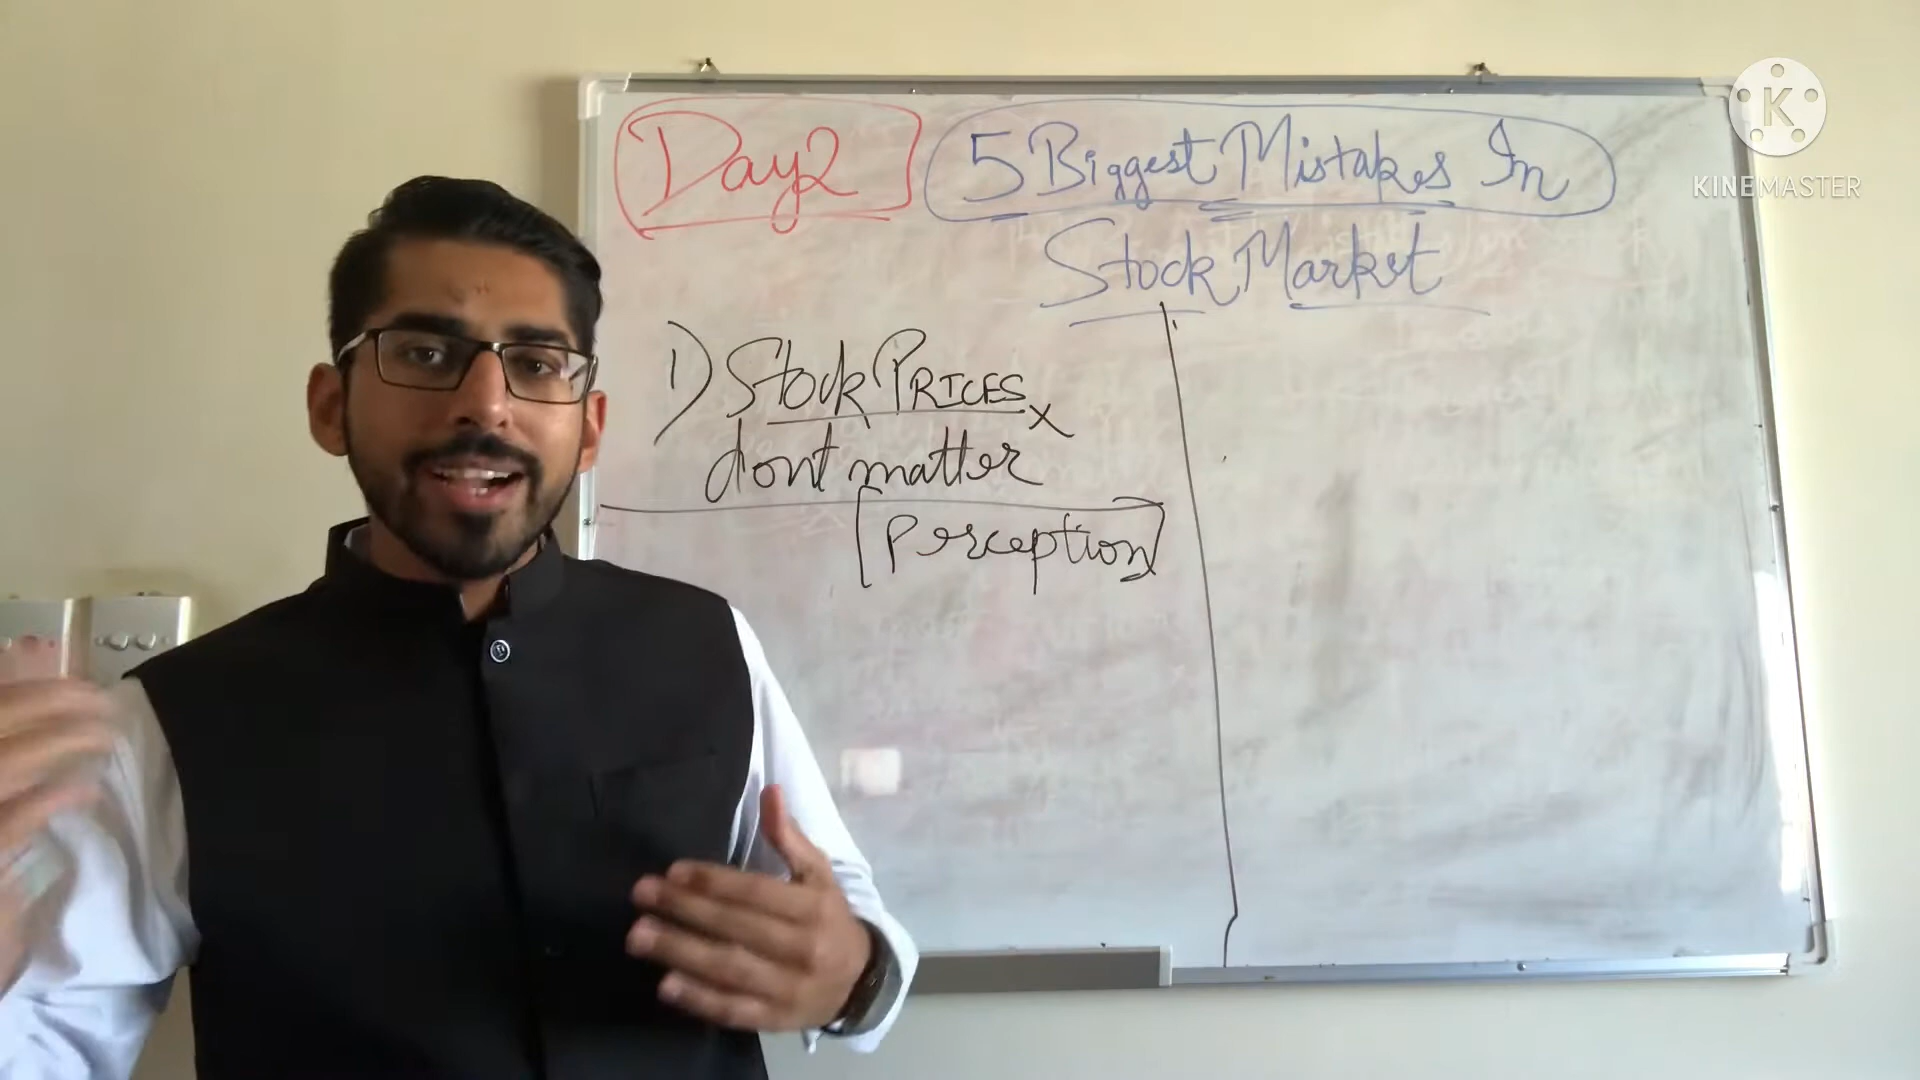 Day2
5 Biggest Mistakes In
Stock Market
1) Stock PRICES x
dont matter
[Perception]
K
KINEMASTER